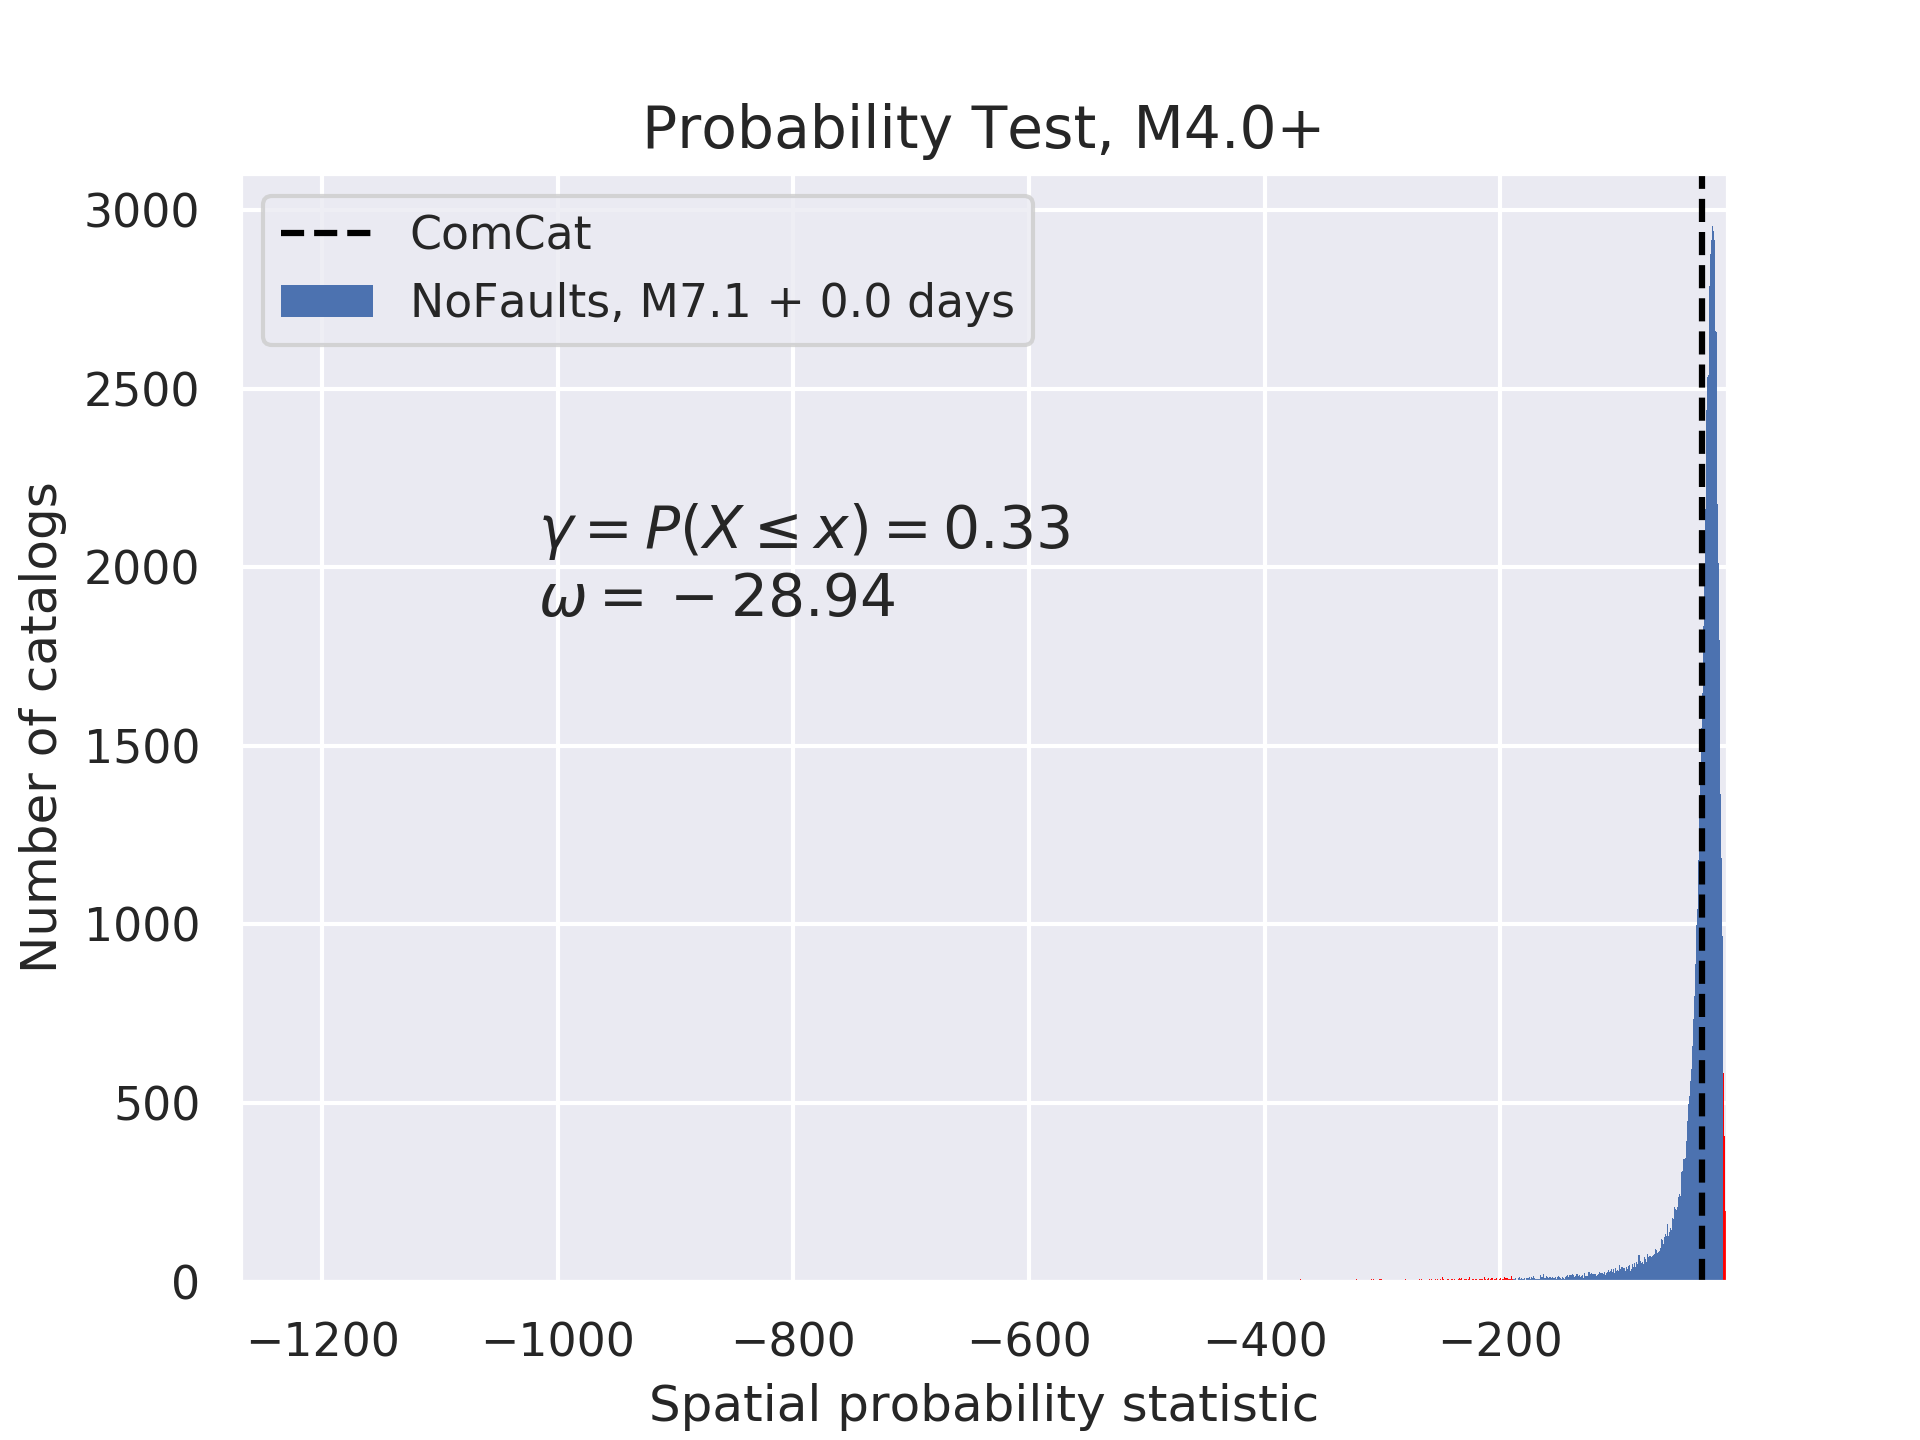 Probability Test, M4.0+
3000
2500
2000
1500
1000
500
0
Number of catalogs
ComCat
NoFaults, M7.1 + 0.0 days
γ = P(X ≤ x) = 0.33
ω = −28.94
−1200 −1000 −800 −600 −400 −200
Spatial probability statistic